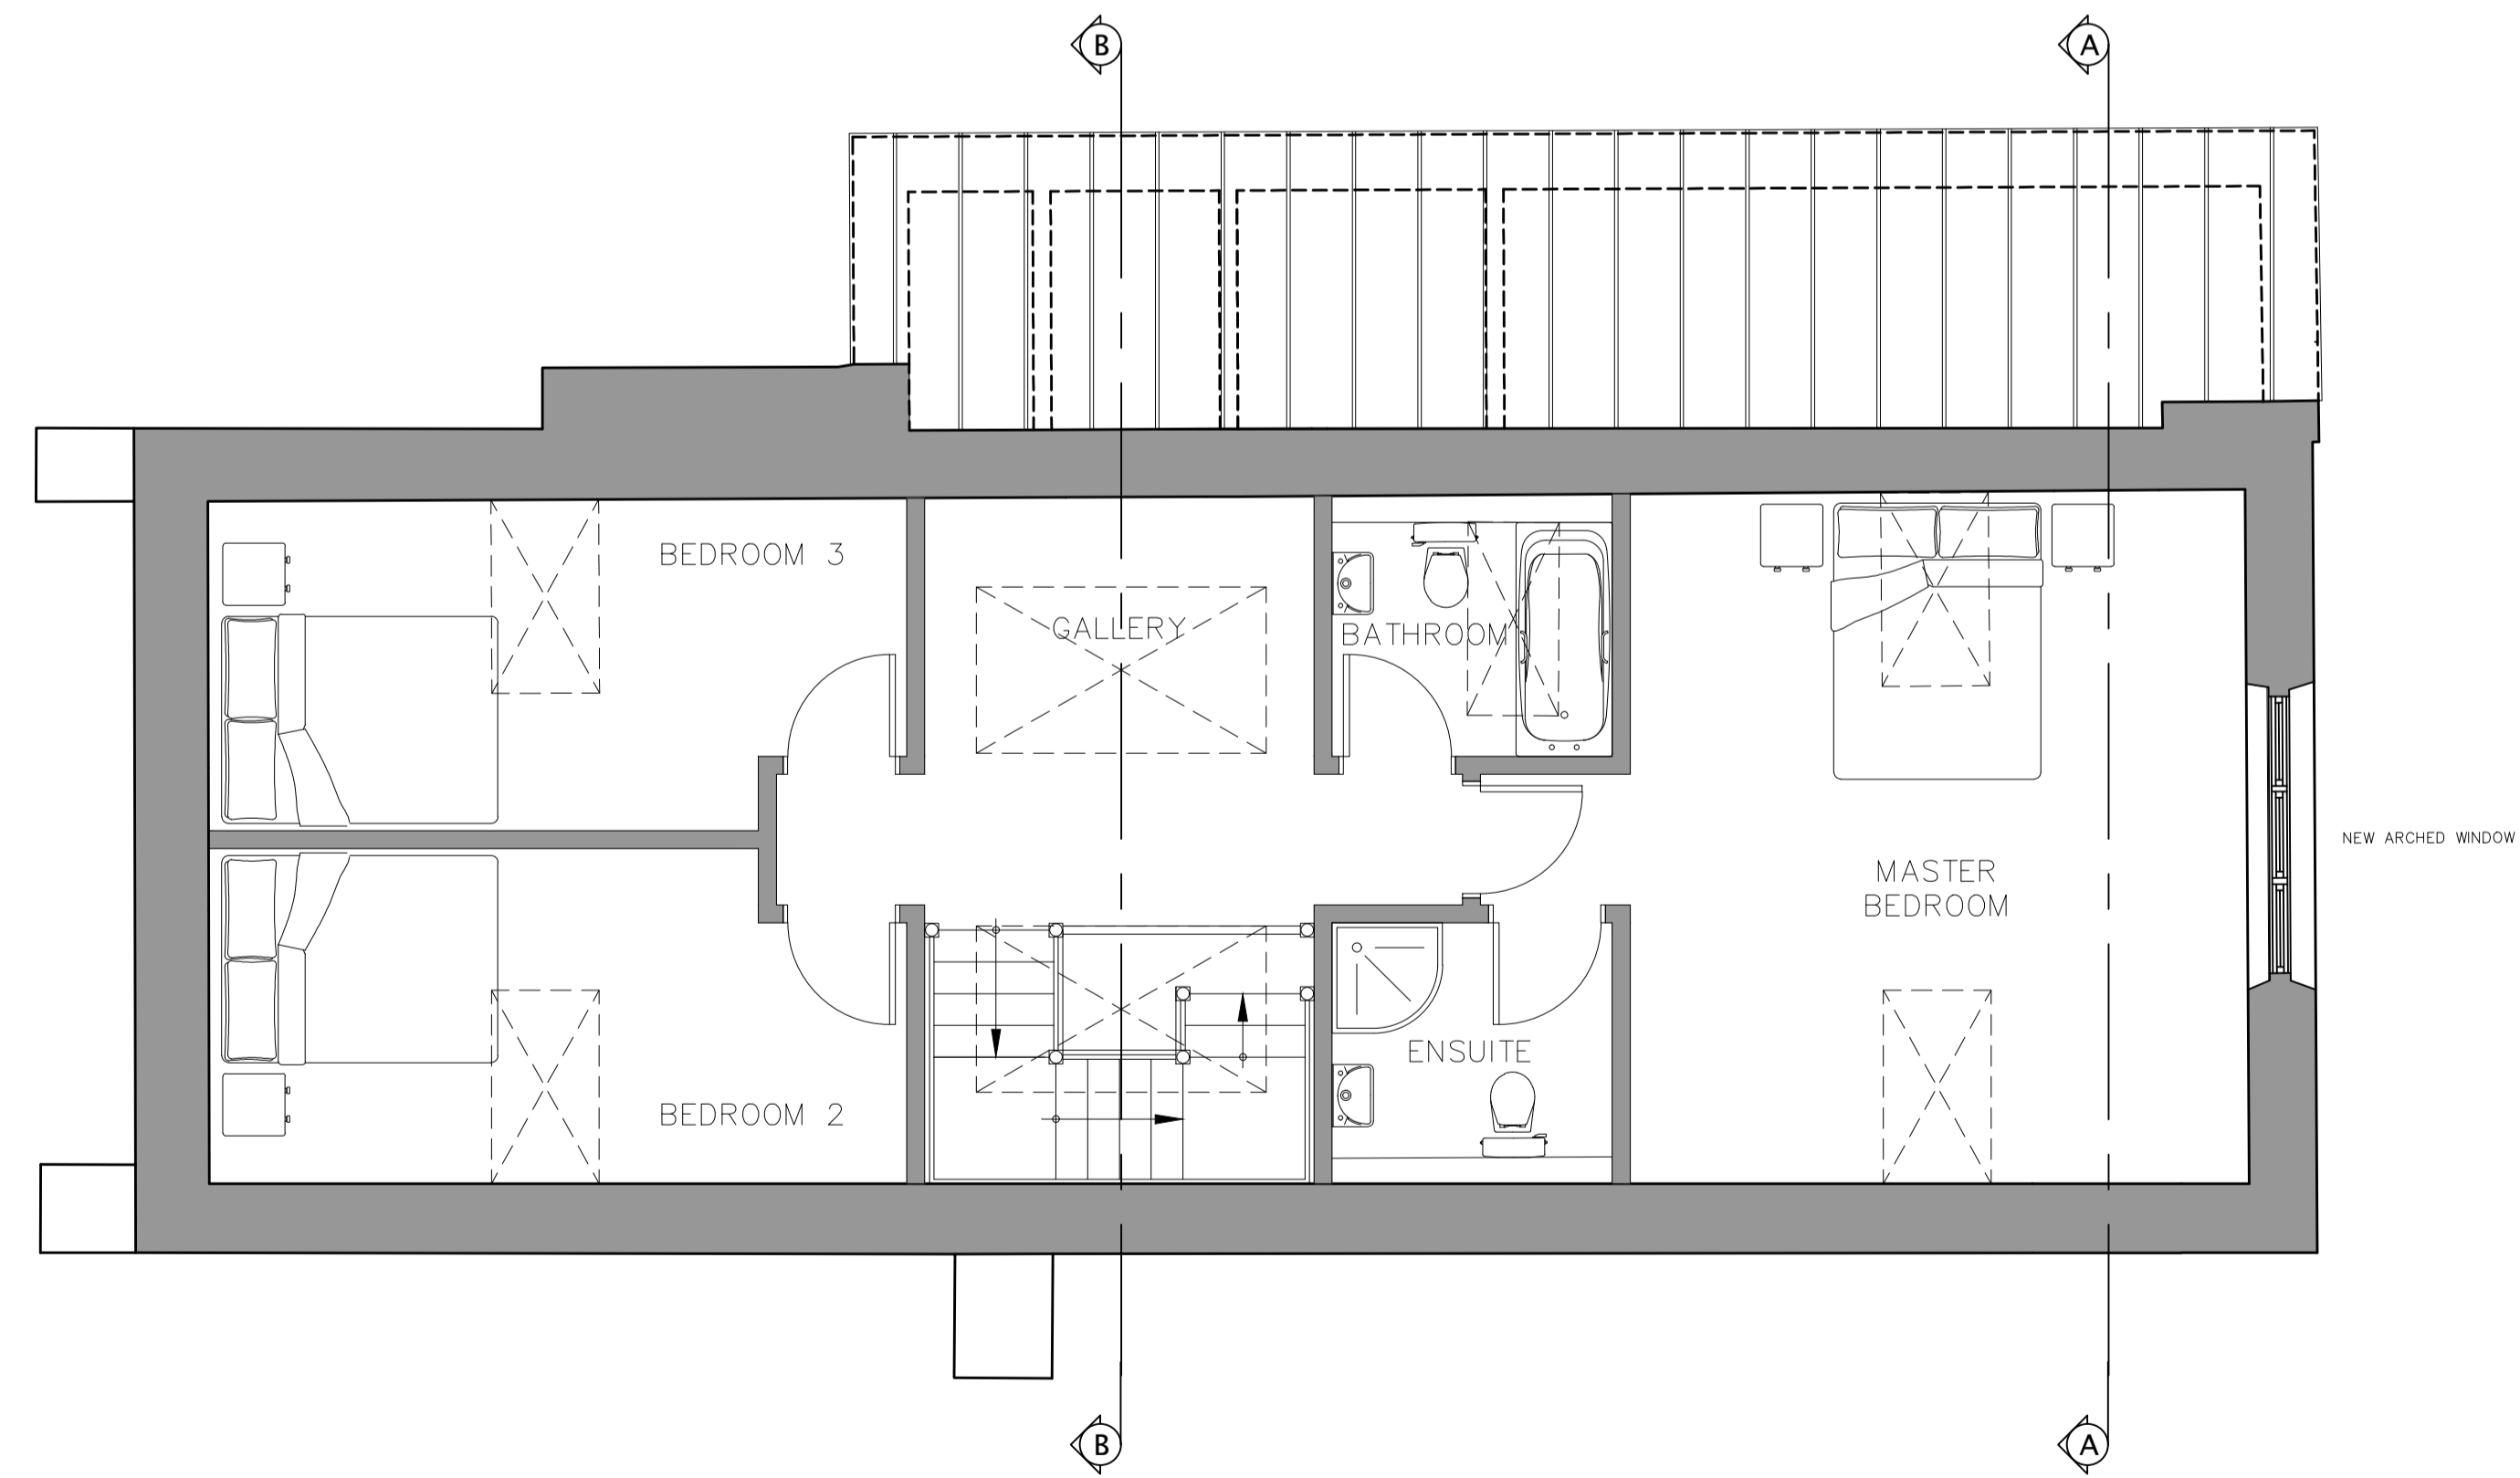 B
A
BEDROOM 3
GALLERY
BATHROOM
NEW ARCHED WINDOW
MASTER
BEDROOM
ENSUITE
BEDROOM 2
B
A